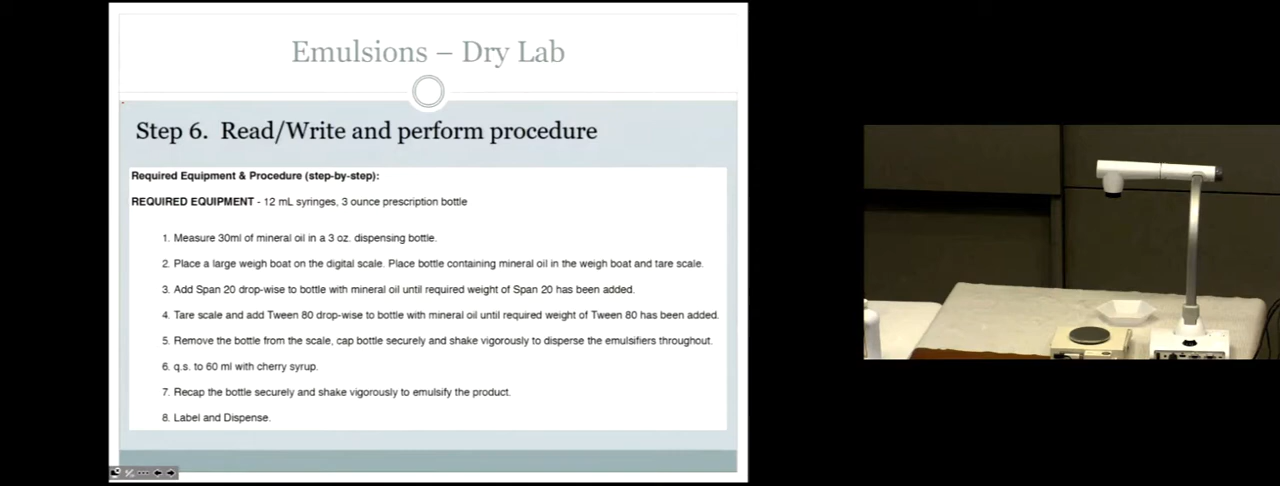 Emulsions – Dry Lab
Step 6. Read/Write and perform procedure
Required Equipment & Procedure (step-by-step):
REQUIRED EQUIPMENT - 12 mL syringes, 3 ounce prescription bottle
1. Measure 30ml of mineral oil in a 3 oz. dispensing bottle.
2. Place a large weigh boat on the digital scale. Place bottle containing mineral oil in the weigh boat and tare scale.
3. Add Span 20 drop-wise to bottle with mineral oil until required weight of Span 20 has been added.
4. Tare scale and add Tween 80 drop-wise to bottle with mineral oil until required weight of Tween 80 has been added.
5. Remove the bottle from the scale, cap bottle securely and shake vigorously to disperse the emulsifiers throughout.
6. q.s. to 60 ml with cherry syrup.
7. Recap the bottle securely and shake vigorously to emulsify the product.
8. Label and Dispense.